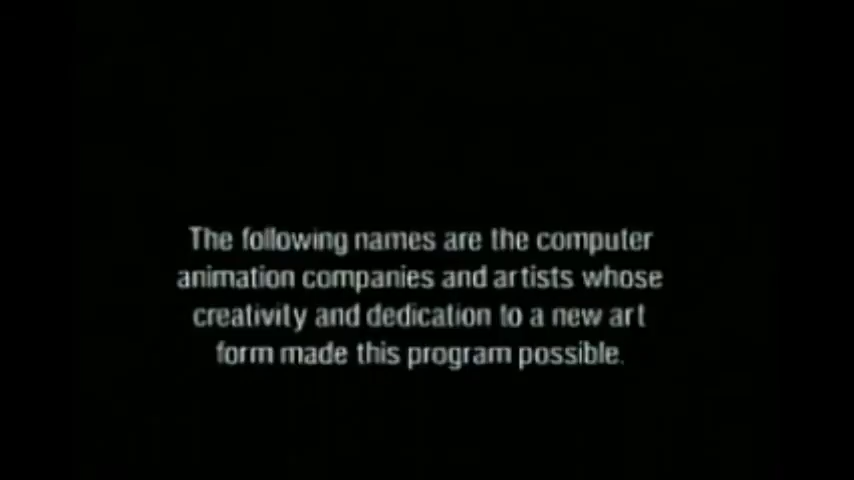 The following names are the computer
animation companies and artists whose
creativity and dedication to a new art
form made this program possible.